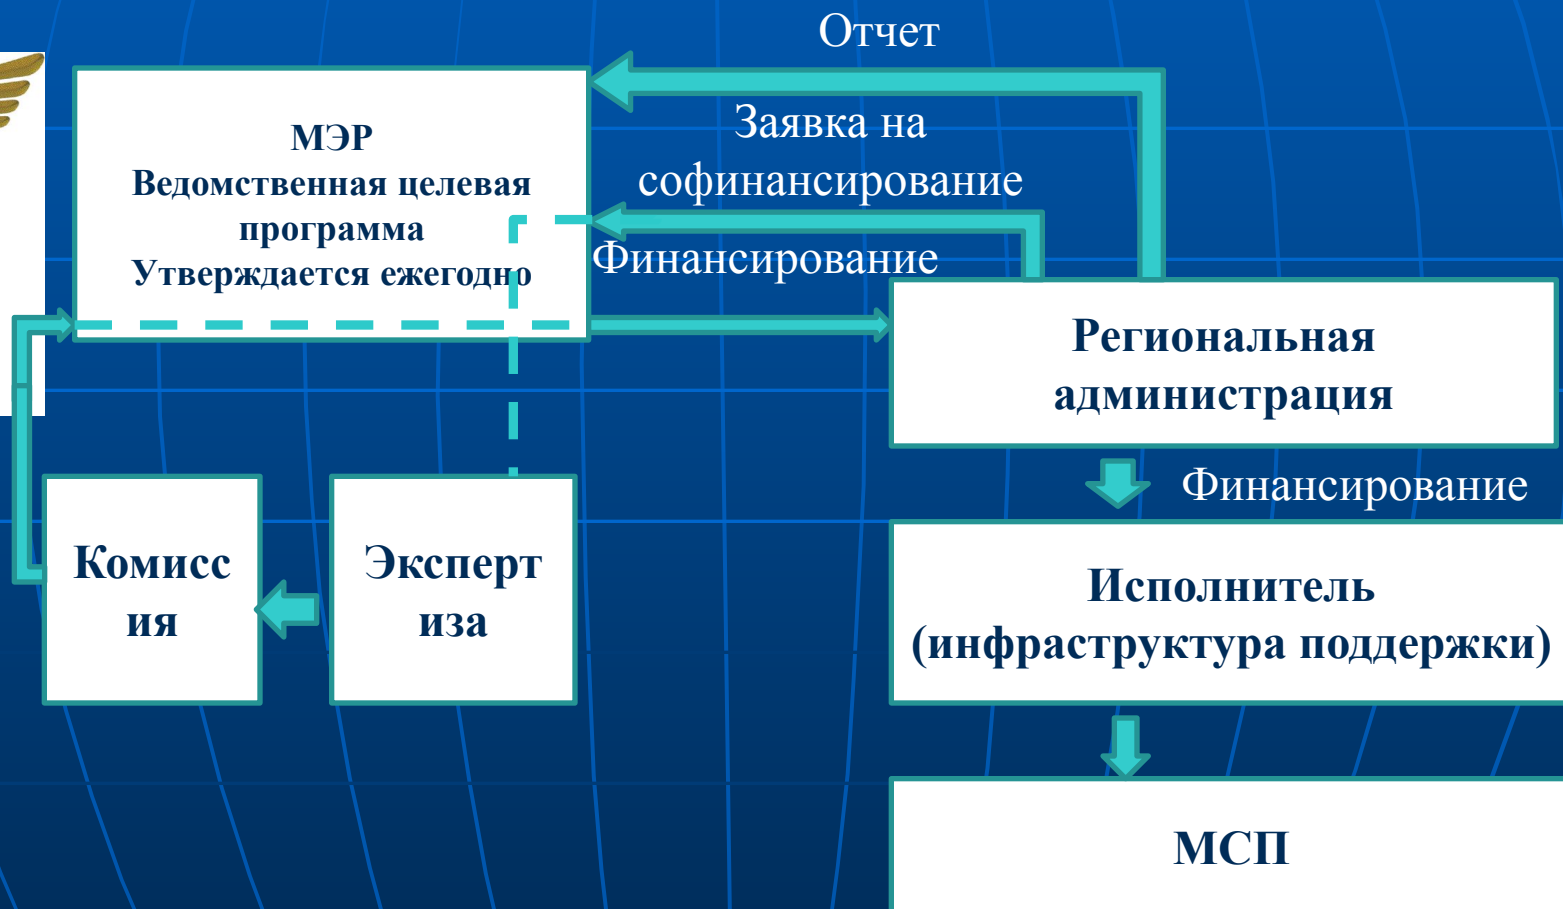 Отчет
МЭР
Ведомственная целевая
программа
Утверждается ежегодно
Заявка на
софинансирование
Финансирование
Региональная
администрация
Финансирование
Комисс
ия
Эксперт
иза
Исполнитель
(инфраструктура поддержки)
МСП